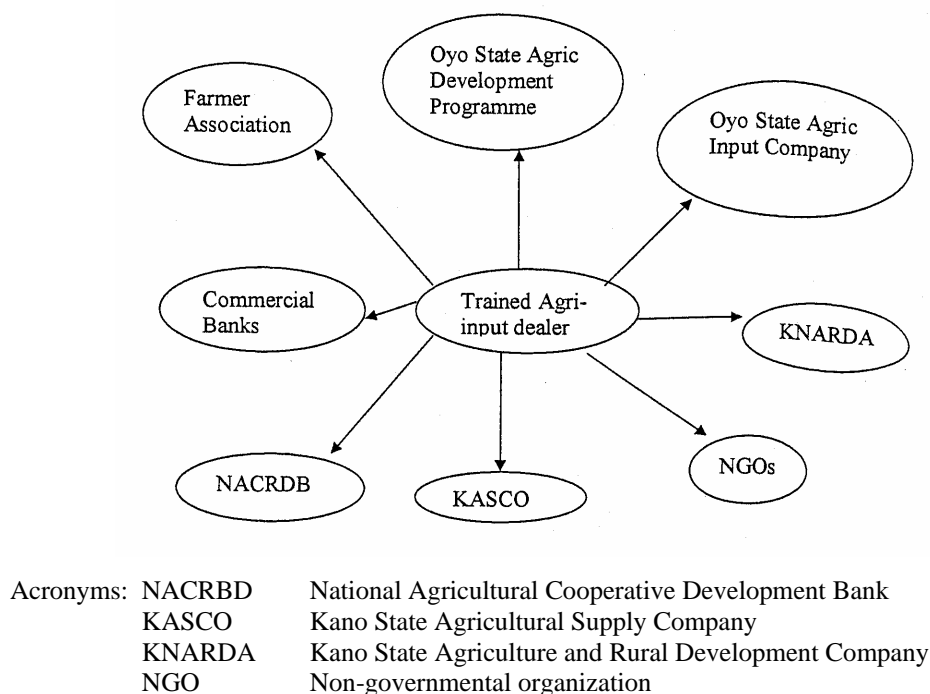 Oyo State Agric
Development
Programme
Farmer
Association
Oyo State Agric
Input Company
Commercial
Banks
Trained Agri-
input dealer
KNARDA
NGOs
NACRDB
KASCO
Acronyms: NACRBD National Agricultural Cooperative Development Bank
KASCO Kano State Agricultural Supply Company
KNARDA Kano State Agriculture and Rural Development Company
NGO Non-governmental organization